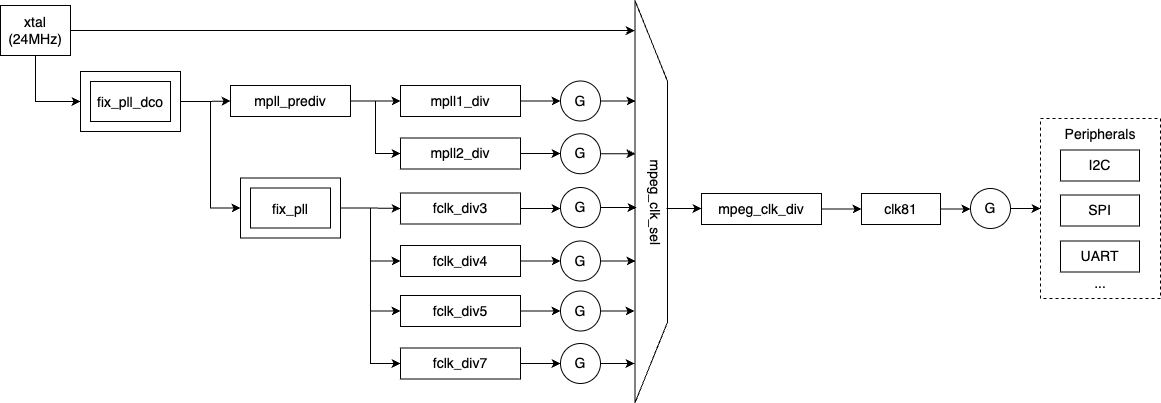 xtal
(24MHz)
fix_pll_dco
mpll_prediv
mpll1_div
G
mpll2_div
G
fix_pll
fclk_div3
G
fclk_div4
G
fclk_div5
G
fclk_div7
G
mpeg_clk_sel
mpeg_clk_div
clk81
G
Peripherals
I2C
SPI
UART
...